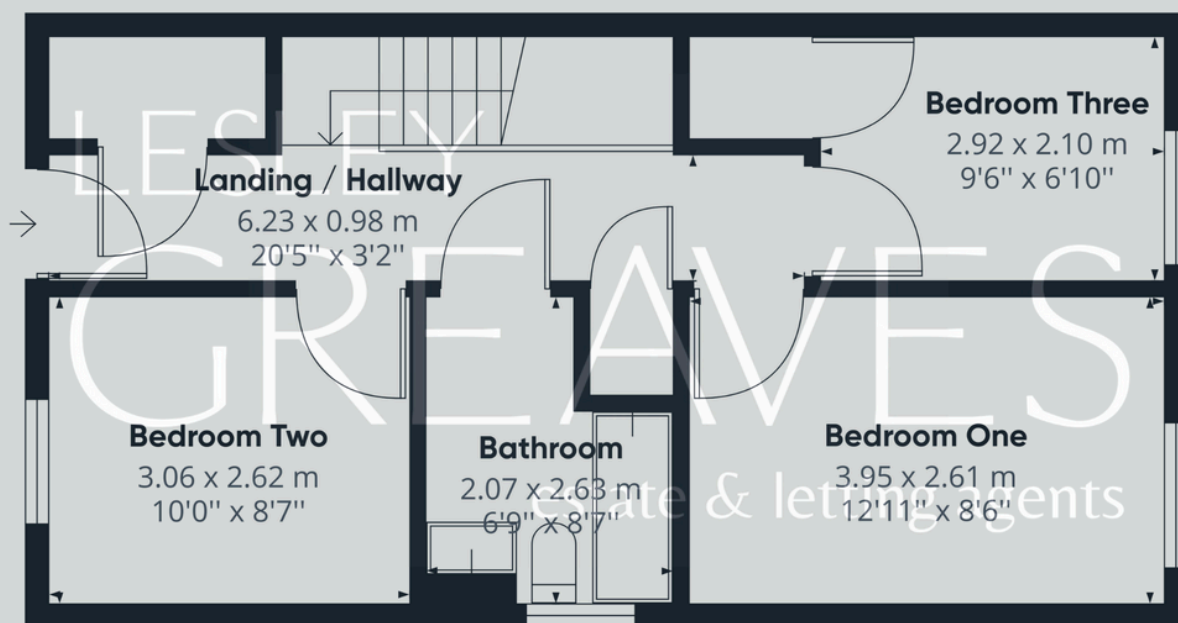 LESLEY
GREAVES
estate & letting agents
Bedroom Three
2.92 x 2.10 m
9'6'' x 6'10''
Landing / Hallway
6.23 x 0.98 m
20'5'' x 3'2''
Bedroom Two
3.06 x 2.62 m
10'0'' x 8'7''
Bathroom
2.07 x 2.63 m
6'9'' x 8'7''
Bedroom One
3.95 x 2.61 m
12'11'' x 8'6''